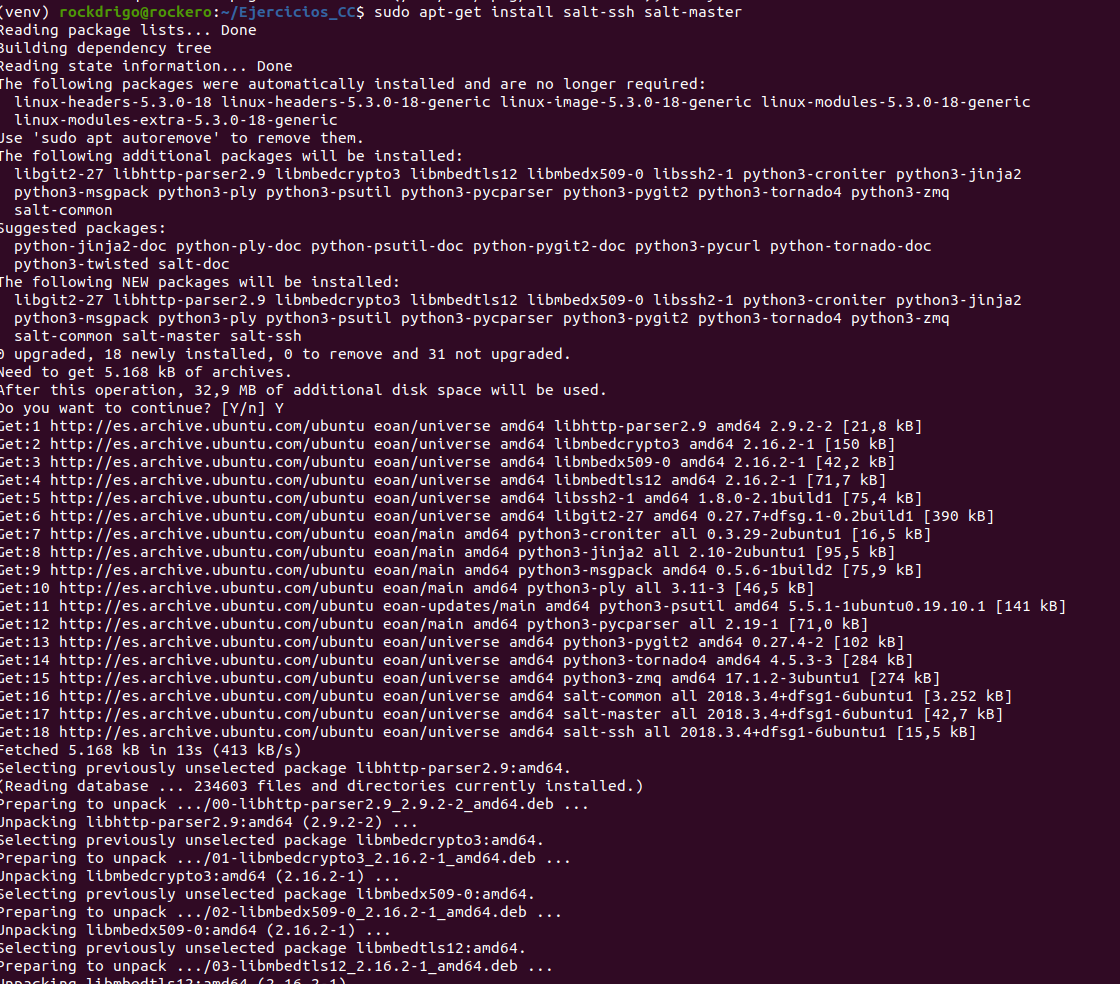 (venv) rockdrigo@rockero:~/Ejercicios_CC$ sudo apt-get install salt-ssh salt-master
Reading package lists... Done
Building dependency tree
Reading state information... Done
The following packages were automatically installed and are no longer required:
  linux-headers-5.3.0-18 linux-headers-5.3.0-18-generic linux-image-5.3.0-18-generic linux-modules-5.3.0-18-generic
  linux-modules-extra-5.3.0-18-generic
Use 'sudo apt autoremove' to remove them.
The following additional packages will be installed:
  libgit2-27 libhttp-parser2.9 libmbedcrypto3 libmbedtls12 libmbedx509-0 libssh2-1 python3-croniter python3-jinja2
  python3-msgpack python3-ply python3-psutil python3-pycparser python3-pygit2 python3-tornado4 python3-zmq
  salt-common
Suggested packages:
  python-jinja2-doc python-ply-doc python-psutil-doc python-pygit2-doc python3-pycurl python-tornado-doc
  python3-twisted salt-doc
The following NEW packages will be installed:
  libgit2-27 libhttp-parser2.9 libmbedcrypto3 libmbedtls12 libmbedx509-0 libssh2-1 python3-croniter python3-jinja2
  python3-msgpack python3-ply python3-psutil python3-pycparser python3-pygit2 python3-tornado4 python3-zmq
  salt-common salt-master salt-ssh
0 upgraded, 18 newly installed, 0 to remove and 31 not upgraded.
Need to get 5.168 kB of archives.
After this operation, 32,9 MB of additional disk space will be used.
Do you want to continue? [Y/n] Y
Get:1 http://es.archive.ubuntu.com/ubuntu eoan/universe amd64 libhttp-parser2.9 amd64 2.9.2-2 [21,8 kB]
Get:2 http://es.archive.ubuntu.com/ubuntu eoan/universe amd64 libmbedcrypto3 amd64 2.16.2-1 [150 kB]
Get:3 http://es.archive.ubuntu.com/ubuntu eoan/universe amd64 libmbedx509-0 amd64 2.16.2-1 [42,2 kB]
Get:4 http://es.archive.ubuntu.com/ubuntu eoan/universe amd64 libmbedtls12 amd64 2.16.2-1 [71,7 kB]
Get:5 http://es.archive.ubuntu.com/ubuntu eoan/universe amd64 libssh2-1 amd64 1.8.0-2.1build1 [75,4 kB]
Get:6 http://es.archive.ubuntu.com/ubuntu eoan/universe amd64 libgit2-27 amd64 0.27.7+dfsg.1-0.2build1 [390 kB]
Get:7 http://es.archive.ubuntu.com/ubuntu eoan/main amd64 python3-croniter all 0.3.29-2ubuntu1 [16,5 kB]
Get:8 http://es.archive.ubuntu.com/ubuntu eoan/main amd64 python3-jinja2 all 2.10-2ubuntu1 [95,5 kB]
Get:9 http://es.archive.ubuntu.com/ubuntu eoan/main amd64 python3-msgpack amd64 0.5.6-1build2 [75,9 kB]
Get:10 http://es.archive.ubuntu.com/ubuntu eoan/main amd64 python3-ply all 3.11-3 [46,5 kB]
Get:11 http://es.archive.ubuntu.com/ubuntu eoan-updates/main amd64 python3-psutil amd64 5.5.1-1ubuntu0.19.10.1 [141 kB]
Get:12 http://es.archive.ubuntu.com/ubuntu eoan/main amd64 python3-pycparser all 2.19-1 [71,0 kB]
Get:13 http://es.archive.ubuntu.com/ubuntu eoan/universe amd64 python3-pygit2 amd64 0.27.4-2 [102 kB]
Get:14 http://es.archive.ubuntu.com/ubuntu eoan/universe amd64 python3-tornado4 amd64 4.5.3-3 [284 kB]
Get:15 http://es.archive.ubuntu.com/ubuntu eoan/universe amd64 python3-zmq amd64 17.1.2-3ubuntu1 [274 kB]
Get:16 http://es.archive.ubuntu.com/ubuntu eoan/universe amd64 salt-common all 2018.3.4+dfsg1-6ubuntu1 [3.252 kB]
Get:17 http://es.archive.ubuntu.com/ubuntu eoan/universe amd64 salt-master all 2018.3.4+dfsg1-6ubuntu1 [42,7 kB]
Get:18 http://es.archive.ubuntu.com/ubuntu eoan/universe amd64 salt-ssh all 2018.3.4+dfsg1-6ubuntu1 [15,5 kB]
Fetched 5.168 kB in 13s (413 kB/s)
Selecting previously unselected package libhttp-parser2.9:amd64.
(Reading database ... 234603 files and directories currently installed.)
Preparing to unpack .../00-libhttp-parser2.9_2.9.2-2_amd64.deb ...
Unpacking libhttp-parser2.9:amd64 (2.9.2-2) ...
Selecting previously unselected package libmbedcrypto3:amd64.
Preparing to unpack .../01-libmbedcrypto3_2.16.2-1_amd64.deb ...
Unpacking libmbedcrypto3:amd64 (2.16.2-1) ...
Selecting previously unselected package libmbedx509-0:amd64.
Preparing to unpack .../02-libmbedx509-0_2.16.2-1_amd64.deb ...
Unpacking libmbedx509-0:amd64 (2.16.2-1) ...
Selecting previously unselected package libmbedtls12:amd64.
Preparing to unpack .../03-libmbedtls12_2.16.2-1_amd64.deb ...
Unpacking libmbedtls12:amd64 (2.16.2-1)